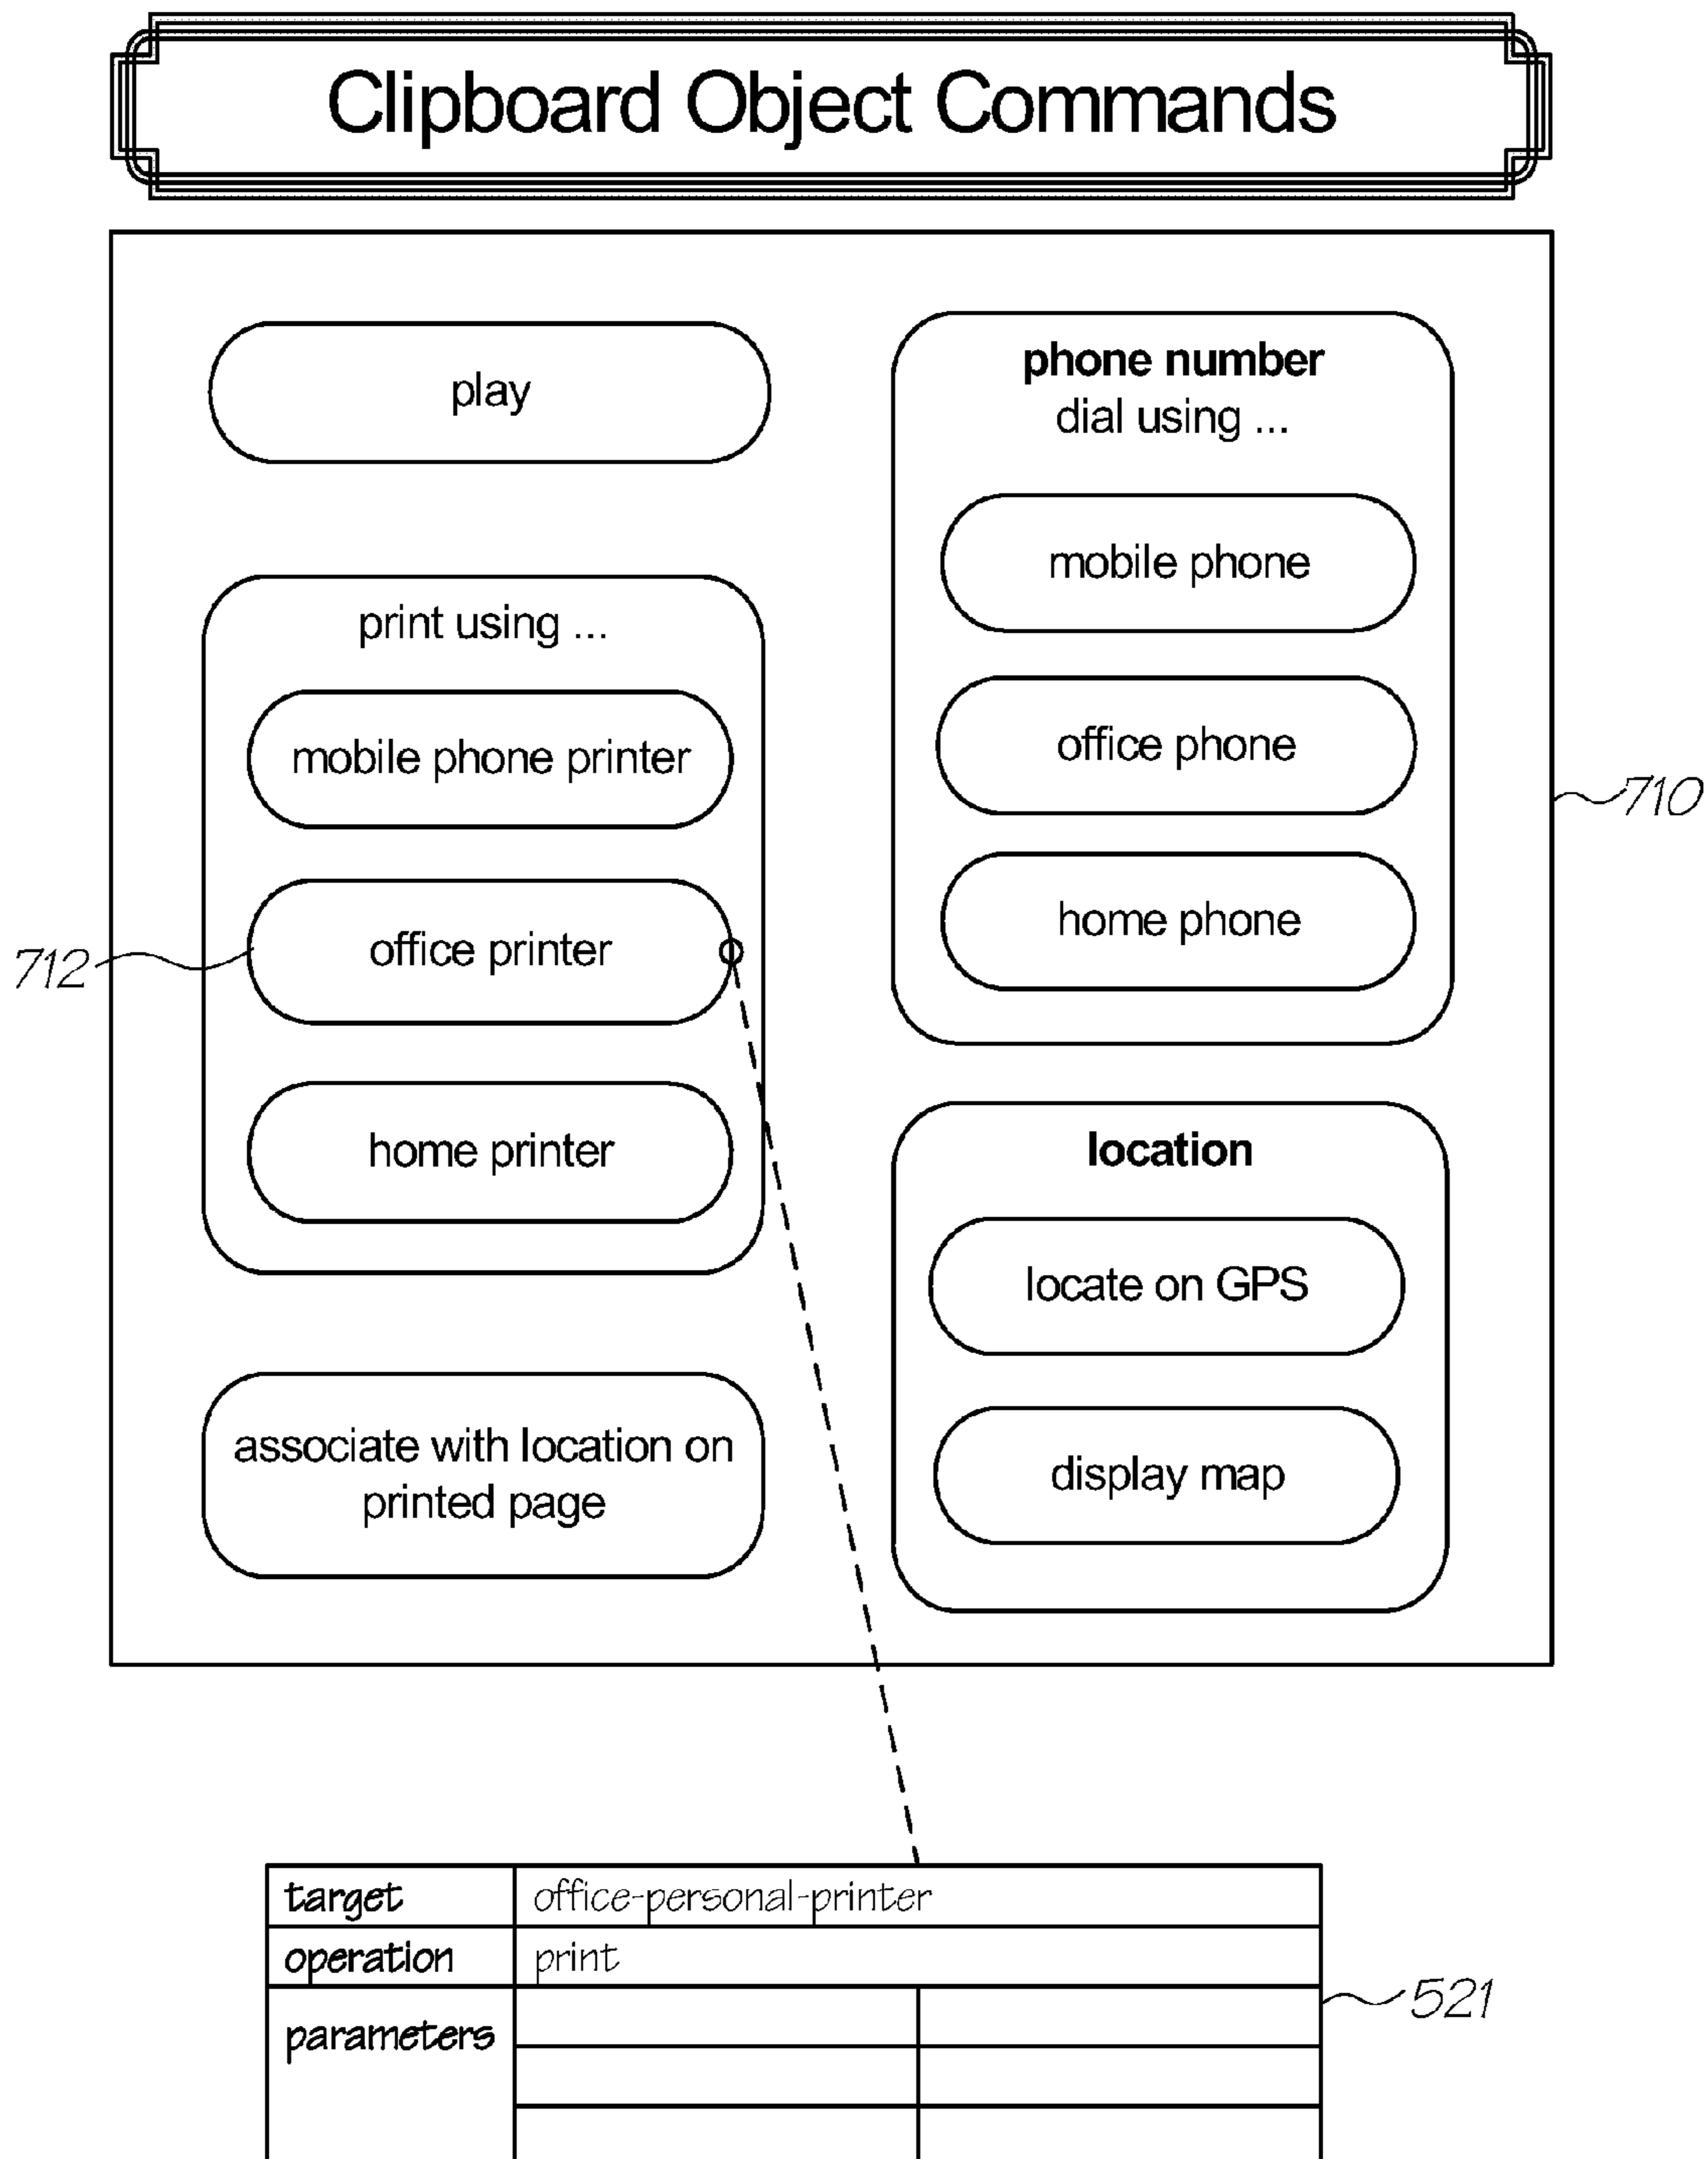 Clipboard Object Commands
play
print using ...
mobile phone printer
office printer
home printer
associate with location on
printed page
phone number
dial using ...
mobile phone
office phone
home phone
location
locate on GPS
display map
710
712
target office-personal-printer
operation print
parameters
521